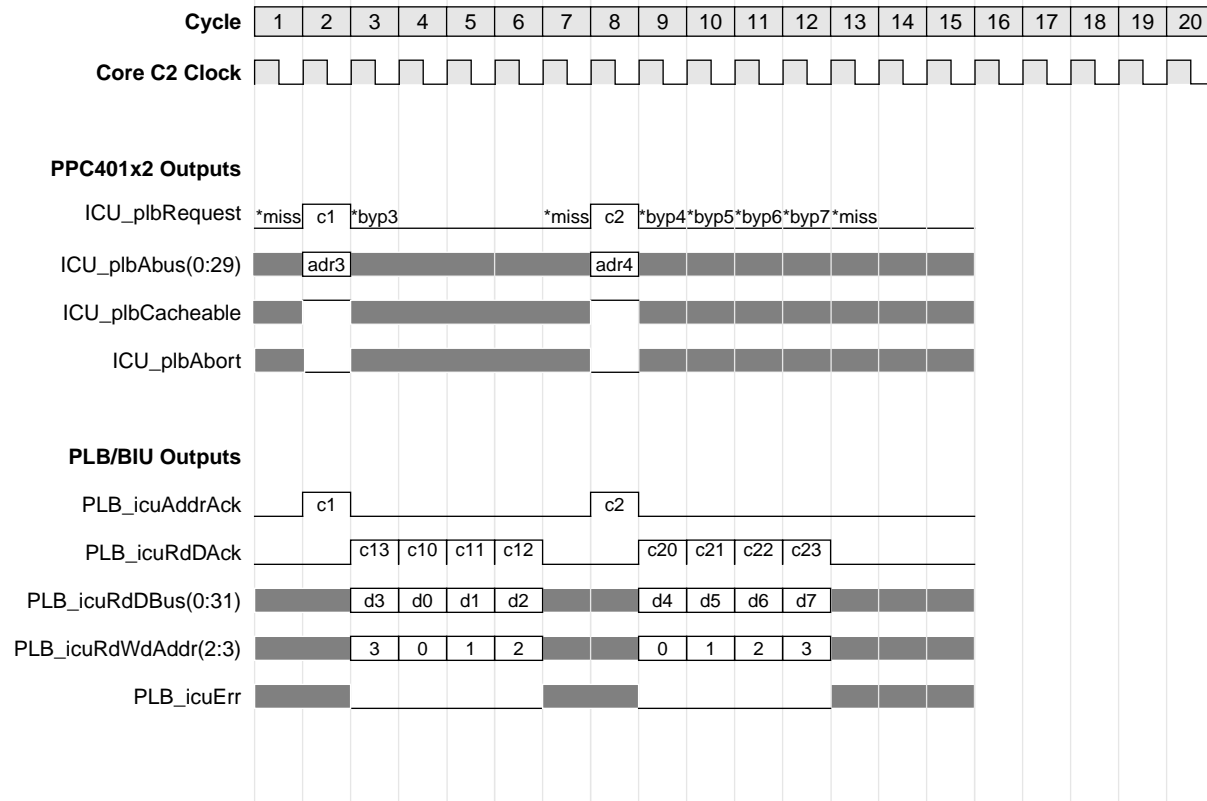 Cycle 1 2 3 4 5 6 7 8 9 10 11 12 13 14 15 16 17 18 19 20
Core C2 Clock
PPC401x2 Outputs
ICU_plbRequest *miss c1 *byp3 *miss c2 *byp4 *byp5 *byp6 *byp7 *miss
ICU_plbAbus(0:29) adr3 adr4
ICU_plbCacheable
ICU_plbAbort
PLB/BIU Outputs
PLB_icuAddrAck c1 c2
PLB_icuRdDAck c13 c10 c11 c12 c20 c21 c22 c23
PLB_icuRdDBus(0:31) d3 d0 d1 d2 d4 d5 d6 d7
PLB_icuRdWdAddr(2:3) 3 0 1 2 0 1 2 3
PLB_icuErr